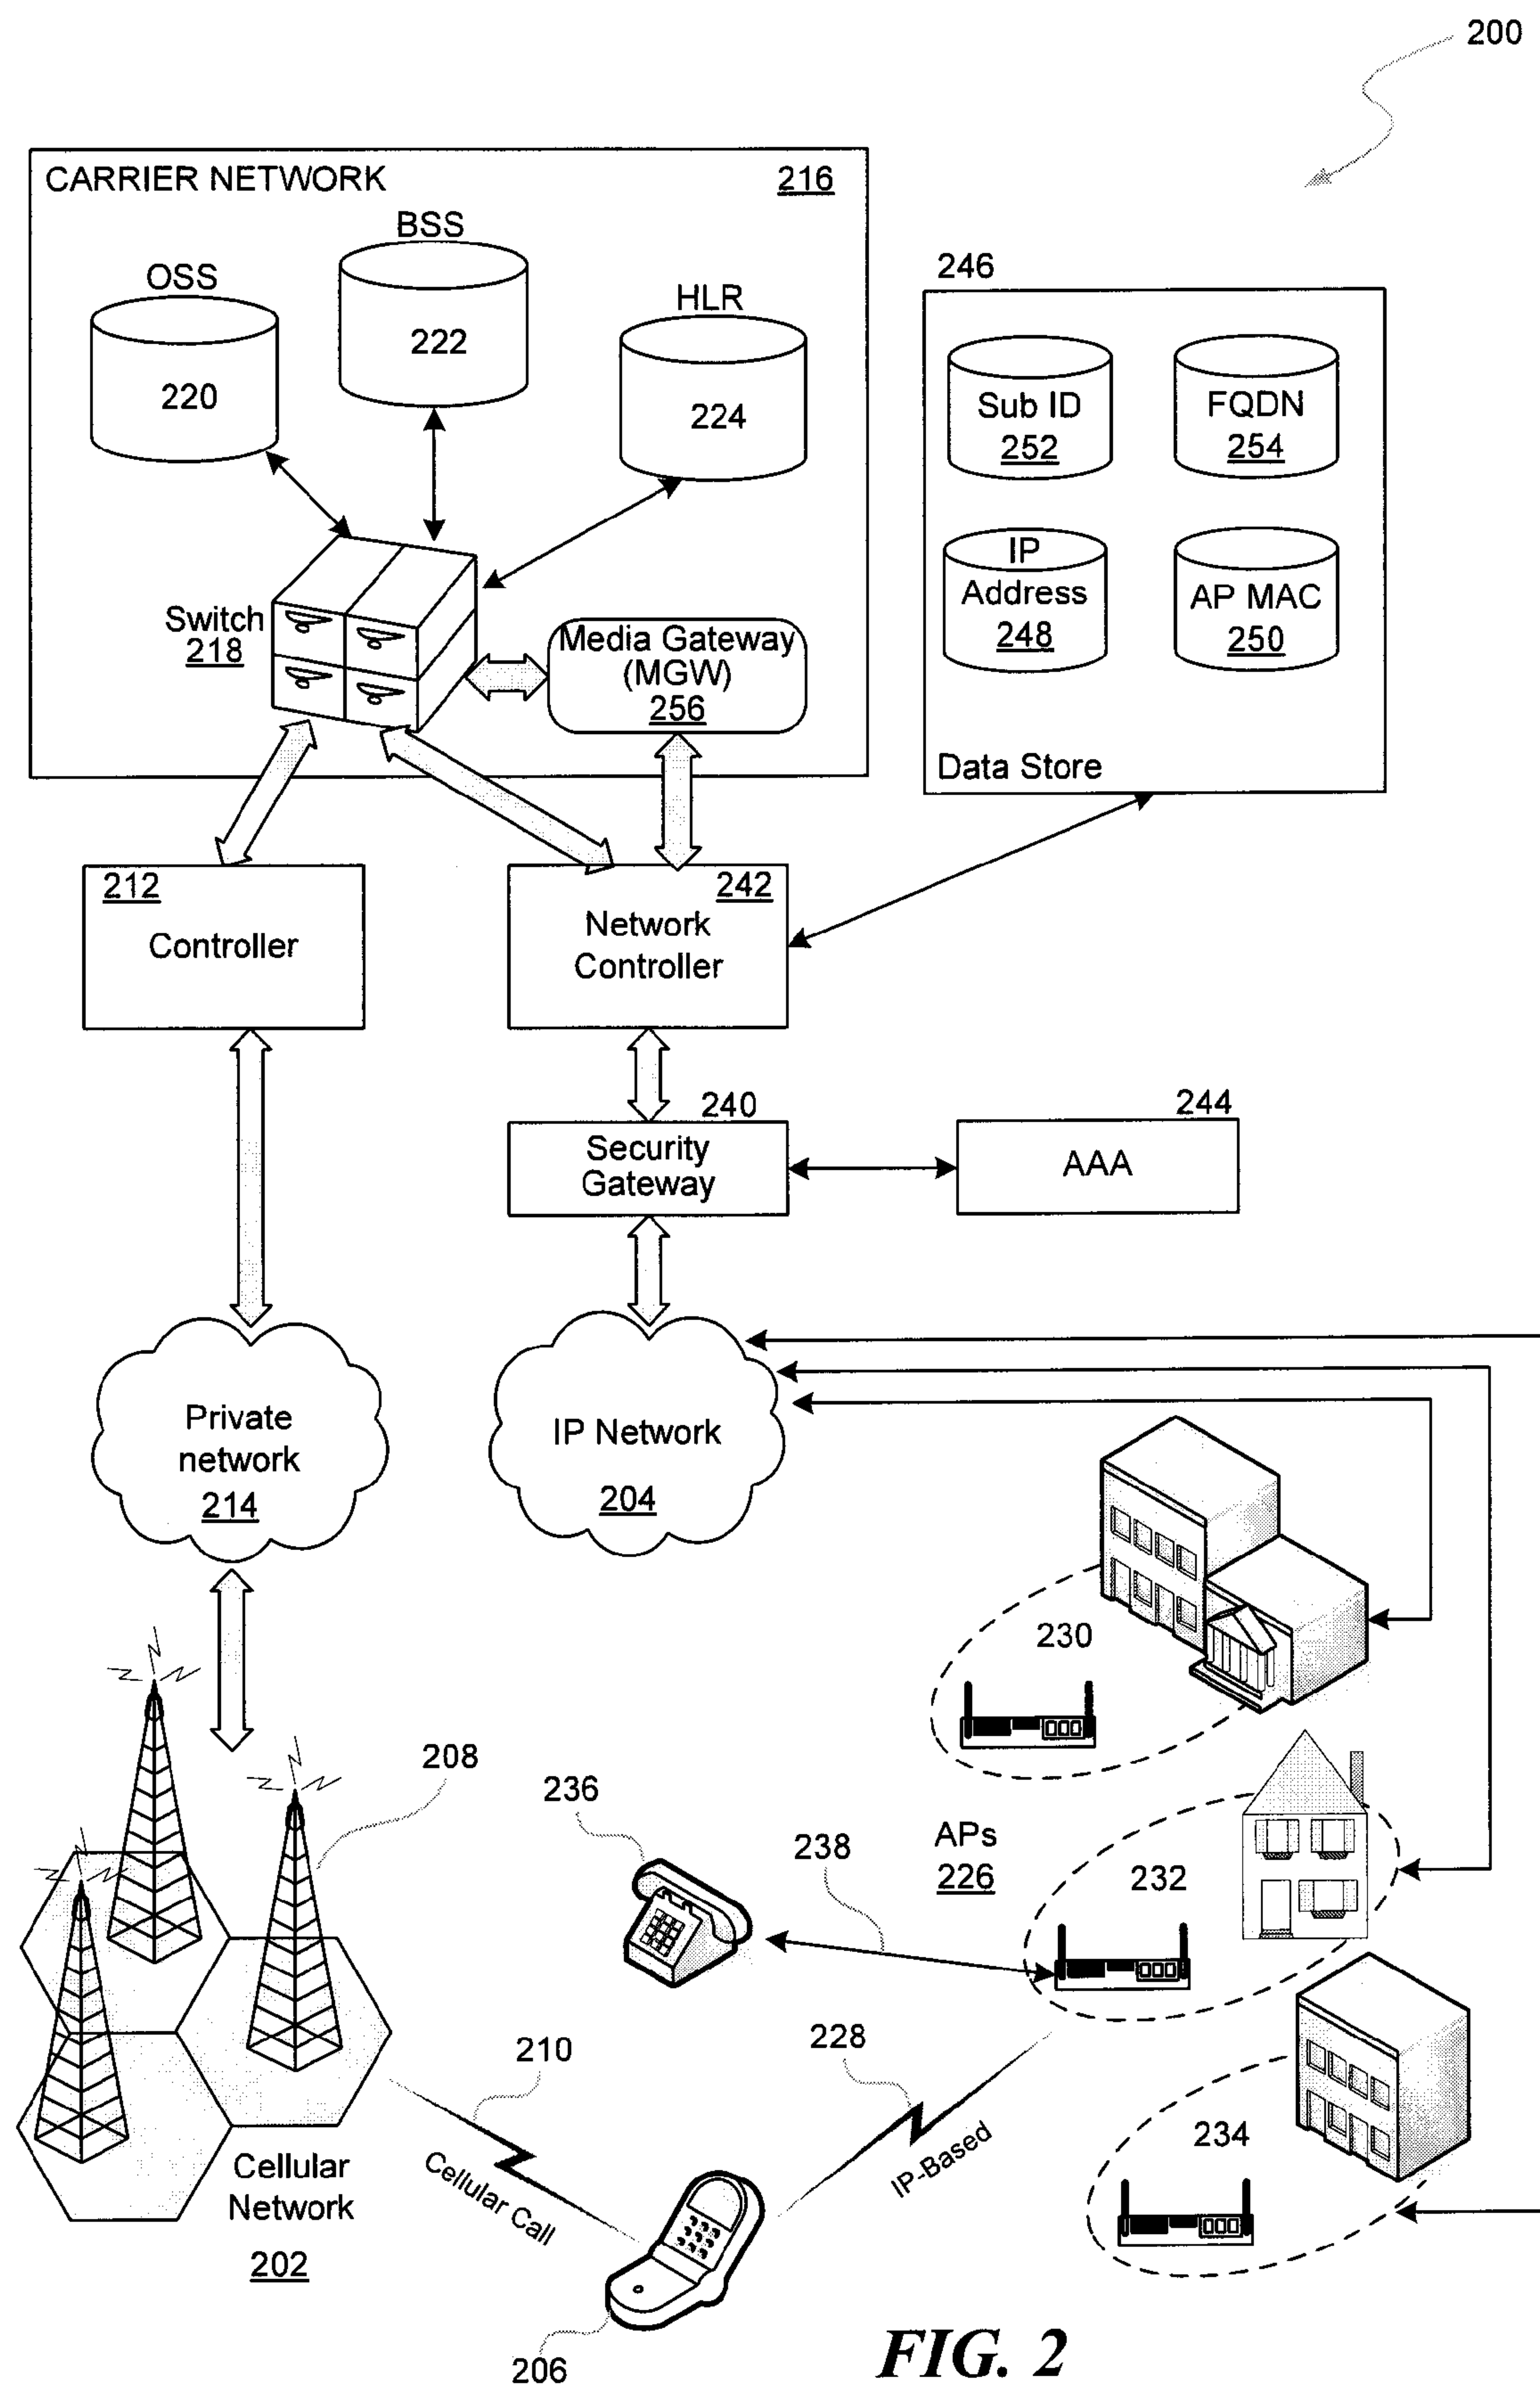 200
CARRIER NETWORK
216
BSS
OSS
HLR
222
220
224
246
Sub ID
252
FQDN
254
IP
Address
248
AP MAC
250
Data Store
Switch
218
Media Gateway
(MGW)
256
212
Controller
242
Network
Controller
240
Security
Gateway
244
AAA
Private
network
214
IP Network
204
230
208
236
238
APs
226
232
210
228
234
Cellular
Network
202
Cellular Call
IP-Based
206
FIG. 2